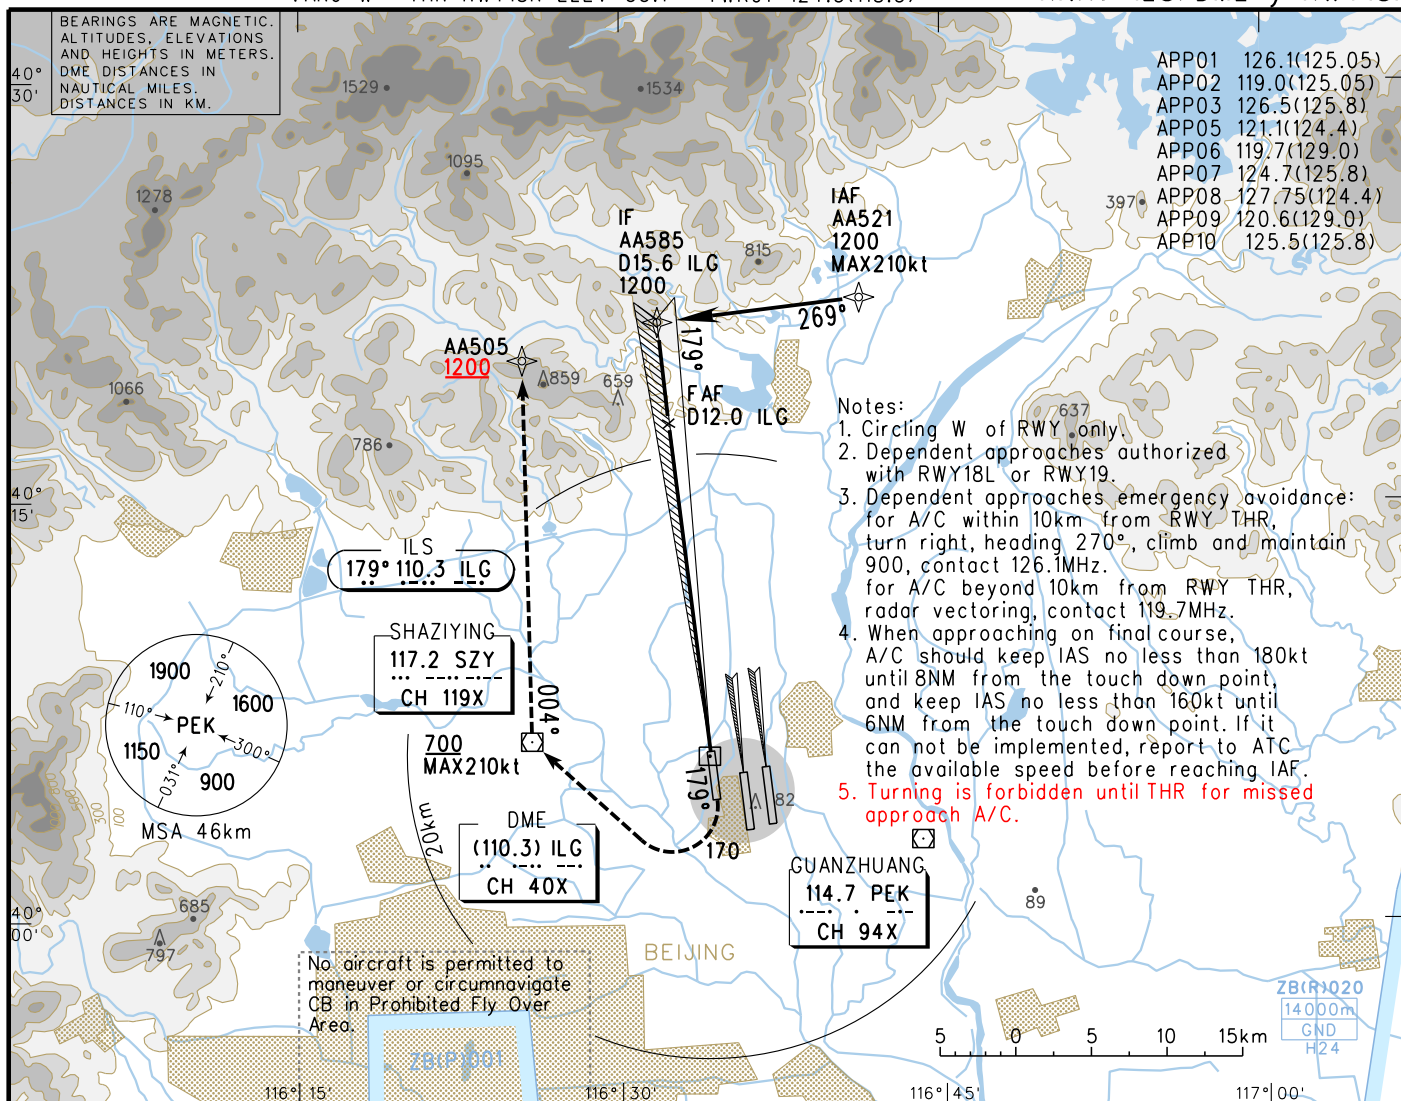 BEARINGS ARE MAGNETIC.
ALTITUDES, ELEVATIONS
AND HEIGHTS IN METERS.
DME DISTANCES IN
NAUTICAL MILES.
DISTANCES IN KM.
APP01 126.1(125.05)
APP02 119.0(125.05)
APP03 126.5(125.8)
APP05 121.1(124.4)
APP06 119.7(129.0)
APP07 124.7(125.8)
APP08 127.75(124.4)
APP09 120.6(129.0)
APP10 125.5(125.8)
40°
30'
1529
1534
1095
1278
397
815
IAF
AA521
1200
MAX210kt
IF
AA585
D15.6 ILG
1200
269°
179°
AA505
1200
859
659
1066
786
637
FAF
D12.0 ILG
Notes:
1. Circling W of RWY only.
2. Dependent approaches authorized
with RWY18L or RWY19.
3. Dependent approaches emergency avoidance:
for A/C within 10km from RWY THR,
turn right, heading 270°, climb and maintain
900, contact 126.1MHz.
for A/C beyond 10km from RWY THR,
radar vectoring, contact 119.7MHz.
4. When approaching on final course,
A/C should keep IAS no less than 180kt
until 8NM from the touch down point,
and keep IAS no less than 160kt until
6NM from the touch down point. If it
can not be implemented, report to ATC
the available speed before reaching IAF.
5. Turning is forbidden until THR for missed
approach A/C.
40°
15'
ILS
179° 110.3 ILG
SHAZIYING
117.2 SZY
CH 119X
004°
700
MAX210kt
1900
210°
1600
110°
PEK
300°
1150
031°
900
MSA 46km
300
100
20km
DME
(110.3) ILG
CH 40X
179°
170
82
GUANZHUANG
114.7 PEK
CH 94X
89
685
797
40°
00'
BEIJING
No aircraft is permitted to
maneuver or circumnavigate
CB in Prohibited Fly Over
Area.
ZB(P)001
ZB(R)020
14000m
GND
H24
5 0 5 10 15km
116°15'
116°30'
116°45'
117°00'